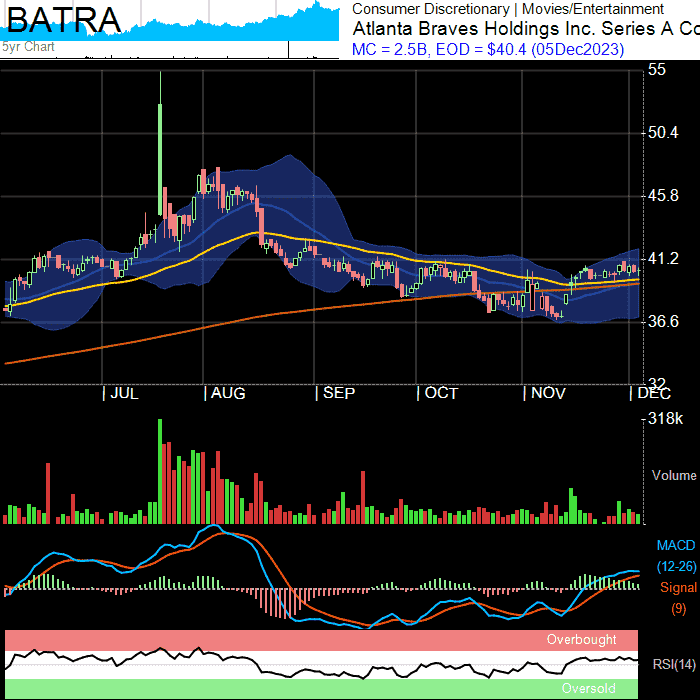 BATRA
5yr Chart
Consumer Discretionary | Movies/Entertainment
Atlanta Braves Holdings Inc. Series A Co
MC = 2.5B, EOD = $40.4 (05Dec2023)
55
50.4
45.8
41.2
36.6
32
JUL
AUG
SEP
OCT
NOV
DEC
318k
Volume
MACD
(12-26)
Signal
(9)
Overbought
RSI(14)
Oversold